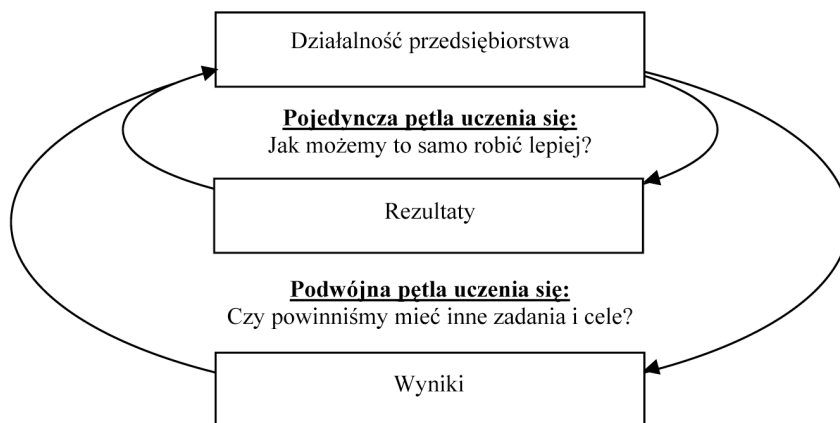 Działalność przedsiębiorstwa
Pojedyncza pętla uczenia się:
Jak możemy to samo robić lepiej?
Rezultaty
Podwójna pętla uczenia się:
Czy powinniśmy mieć inne zadania i cele?
Wyniki